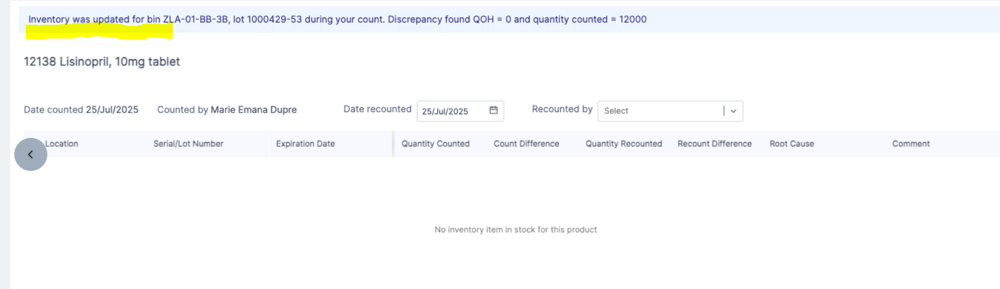 Inventory was updated for bin ZLA-01-BB-3B, lot 1000429-53 during your count. Discrepancy found QOH = 0 and quantity counted = 12000
12138 Lisinopril, 10mg tablet
Date counted 25/Jul/2025 Counted by Marie Emana Dupre Date recounted 25/Jul/2025 Recounted by Select
Location Serial/Lot Number Expiration Date Quantity Counted Count Difference Quantity Recounted Recount Difference Root Cause Comment
No inventory item in stock for this product